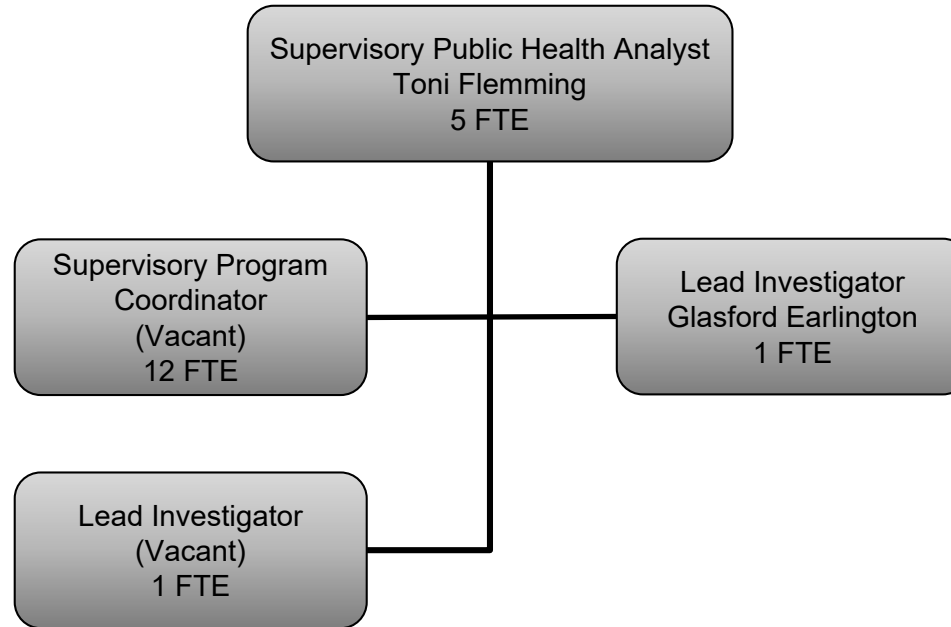 Supervisory Public Health Analyst
Toni Flemming
5 FTE
Supervisory Program
Coordinator
(Vacant)
12 FTE
Lead Investigator
Glasford Earlington
1 FTE
Lead Investigator
(Vacant)
1 FTE